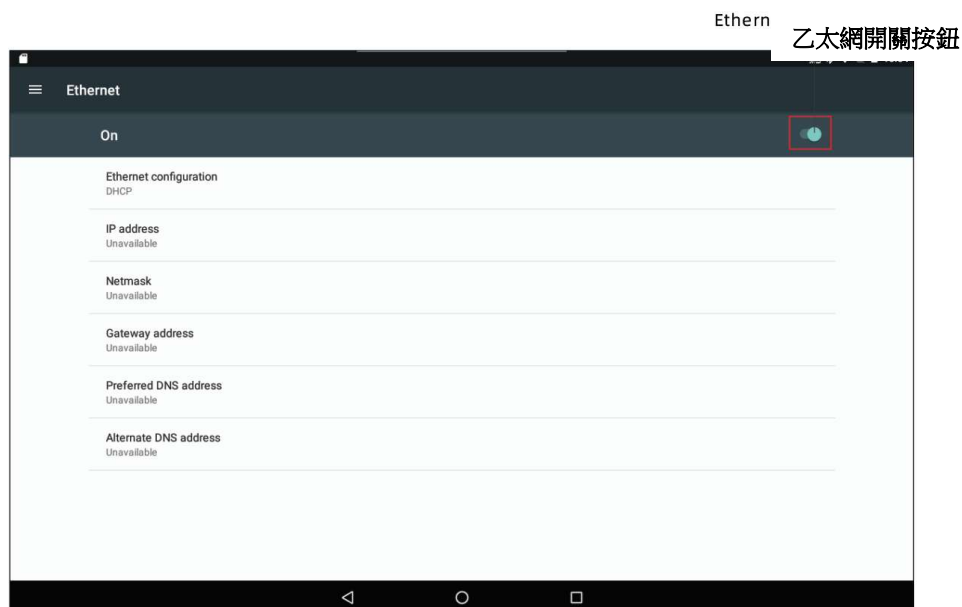 Ethern
乙太網開關按鈕
Ethernet
On
Ethernet configuration
DHCP
IP address
Unavailable
Netmask
Unavailable
Gateway address
Unavailable
Preferred DNS address
Unavailable
Alternate DNS address
Unavailable